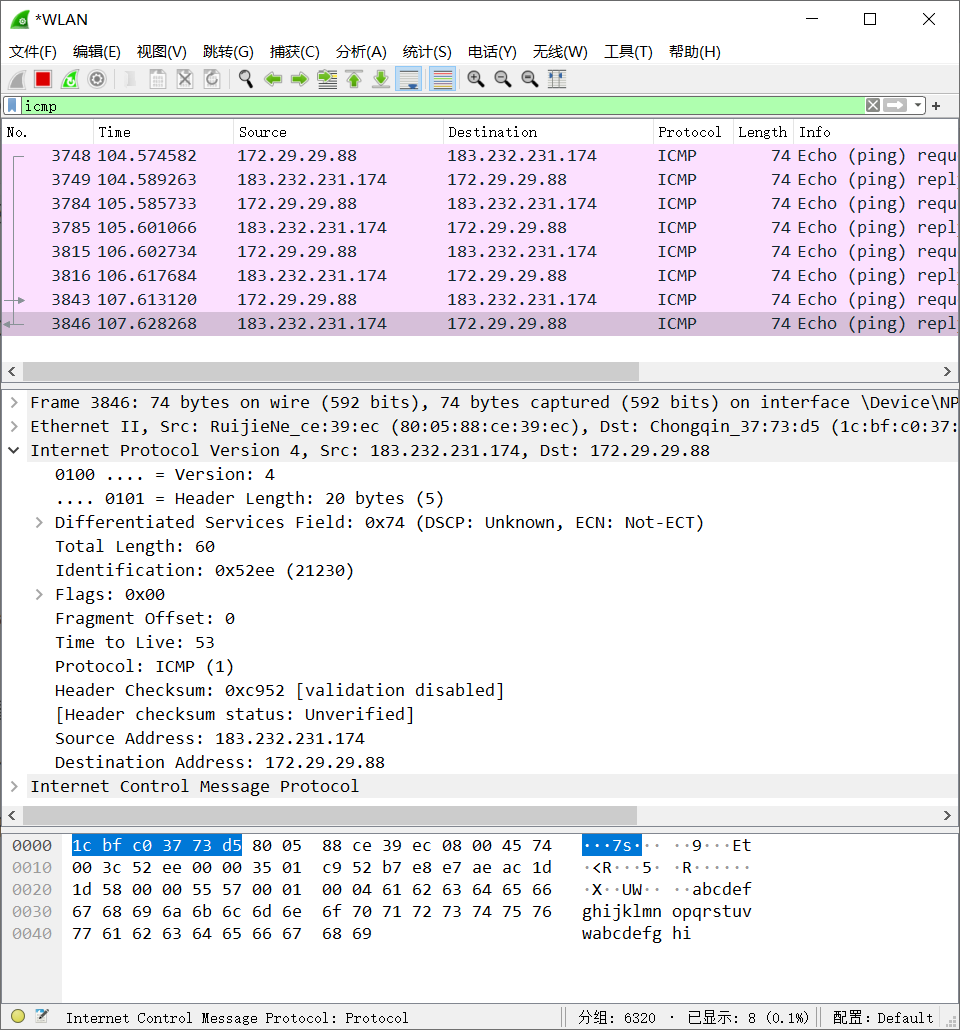 *WLAN
文件(F) 编辑(E) 视图(V) 跳转(G) 捕获(C) 分析(A) 统计(S) 电话(Y) 无线(W) 工具(T) 帮助(H)
icmp
No. Time Source Destination Protocol Length Info
3748 104.574582 172.29.29.88 183.232.231.174 ICMP 74 Echo (ping) requ
3749 104.589263 183.232.231.174 172.29.29.88 ICMP 74 Echo (ping) repl
3784 105.585733 172.29.29.88 183.232.231.174 ICMP 74 Echo (ping) requ
3785 105.601066 183.232.231.174 172.29.29.88 ICMP 74 Echo (ping) repl
3815 106.602734 172.29.29.88 183.232.231.174 ICMP 74 Echo (ping) requ
3816 106.617684 183.232.231.174 172.29.29.88 ICMP 74 Echo (ping) repl
3843 107.613120 172.29.29.88 183.232.231.174 ICMP 74 Echo (ping) requ
3846 107.628268 183.232.231.174 172.29.29.88 ICMP 74 Echo (ping) repl
Frame 3846: 74 bytes on wire (592 bits), 74 bytes captured (592 bits) on interface \Device\NP
Ethernet II, Src: RuijieNe_ce:39:ec (80:05:88:ce:39:ec), Dst: Chongqin_37:73:d5 (1c:bf:c0:37:
Internet Protocol Version 4, Src: 183.232.231.174, Dst: 172.29.29.88
0100 .... = Version: 4
.... 0101 = Header Length: 20 bytes (5)
Differentiated Services Field: 0x74 (DSCP: Unknown, ECN: Not-ECT)
Total Length: 60
Identification: 0x52ee (21230)
Flags: 0x00
Fragment Offset: 0
Time to Live: 53
Protocol: ICMP (1)
Header Checksum: 0xc952 [validation disabled]
[Header checksum status: Unverified]
Source Address: 183.232.231.174
Destination Address: 172.29.29.88
Internet Control Message Protocol
0000 1c bf c0 37 73 d5 80 05 88 ce 39 ec 08 00 45 74 ···7s··· ··9···Et
0010 00 3c 52 ee 00 00 35 01 c9 52 b7 e8 e7 ae ac 1d ·<R···5· ·R······
0020 1d 58 00 00 55 57 00 01 00 04 61 62 63 64 65 66 ·X··UW·· ··abcdef
0030 67 68 69 6a 6b 6c 6d 6e 6f 70 71 72 73 74 75 76 ghijklmn opqrstuv
0040 77 61 62 63 64 65 66 67 68 69 wabcdefg hi
Internet Control Message Protocol: Protocol 分组: 6320 · 已显示: 8 (0.1%) 配置: Default